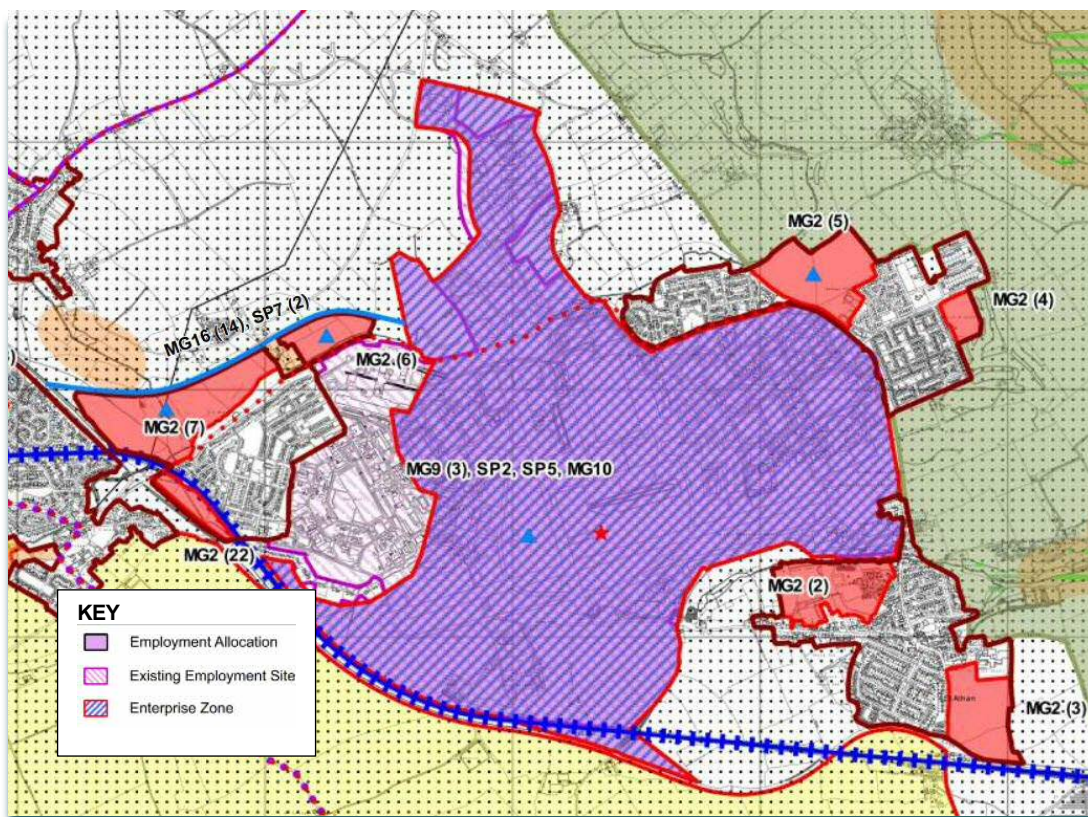 MG2 (5)
MG2 (4)
MG16 (14), SP7 (2)
MG2 (6)
MG2 (7)
MG9 (3), SP2, SP5, MG10
MG2 (22)
MG2 (2)
MG2 (3)
KEY
Employment Allocation
Existing Employment Site
Enterprise Zone